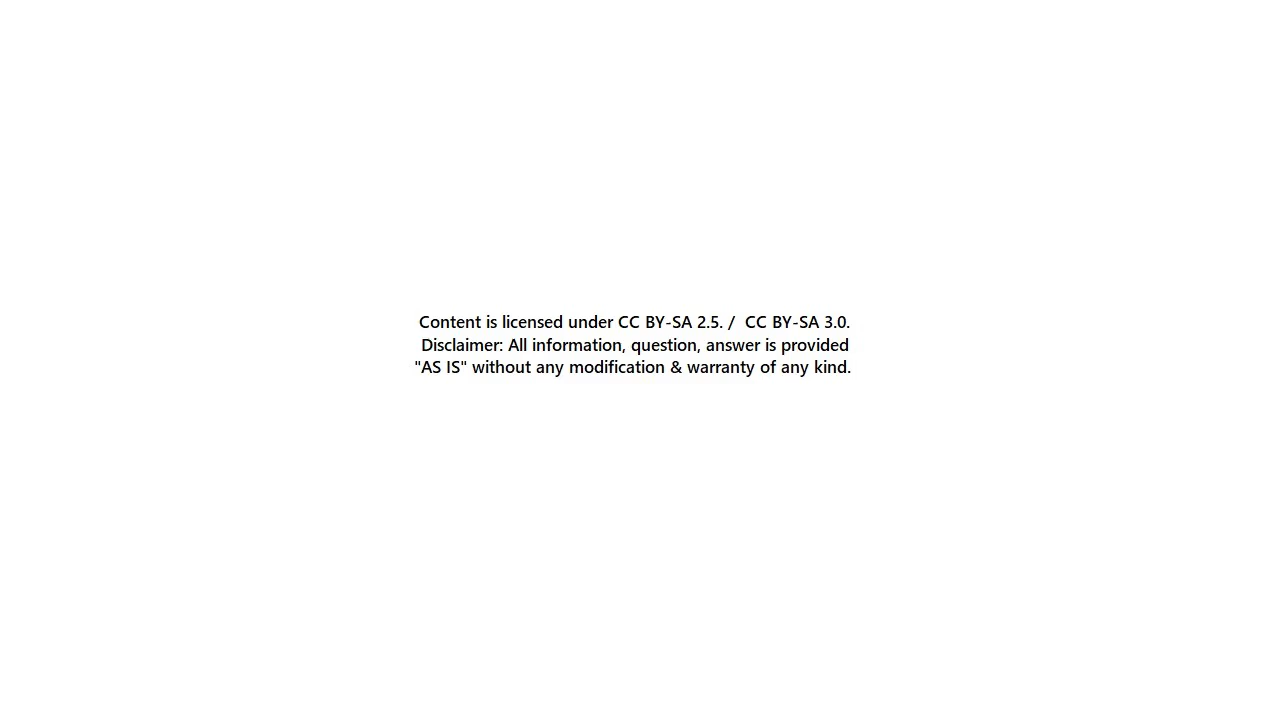 Content is licensed under CC BY-SA 2.5. /  CC BY-SA 3.0.
Disclaimer: All information, question, answer is provided
"AS IS" without any modification & warranty of any kind.